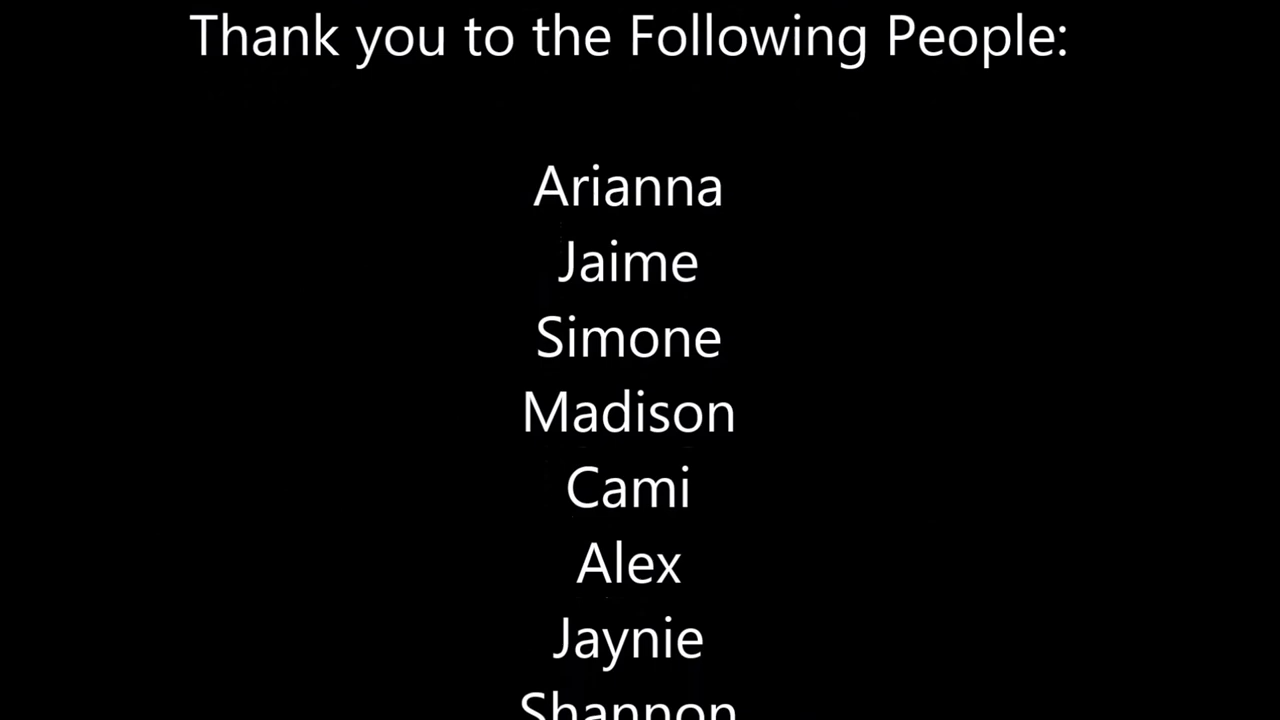 Thank you to the Following People:
Arianna
Jaime
Simone
Madison
Cami
Alex
Jaynie
Shannon